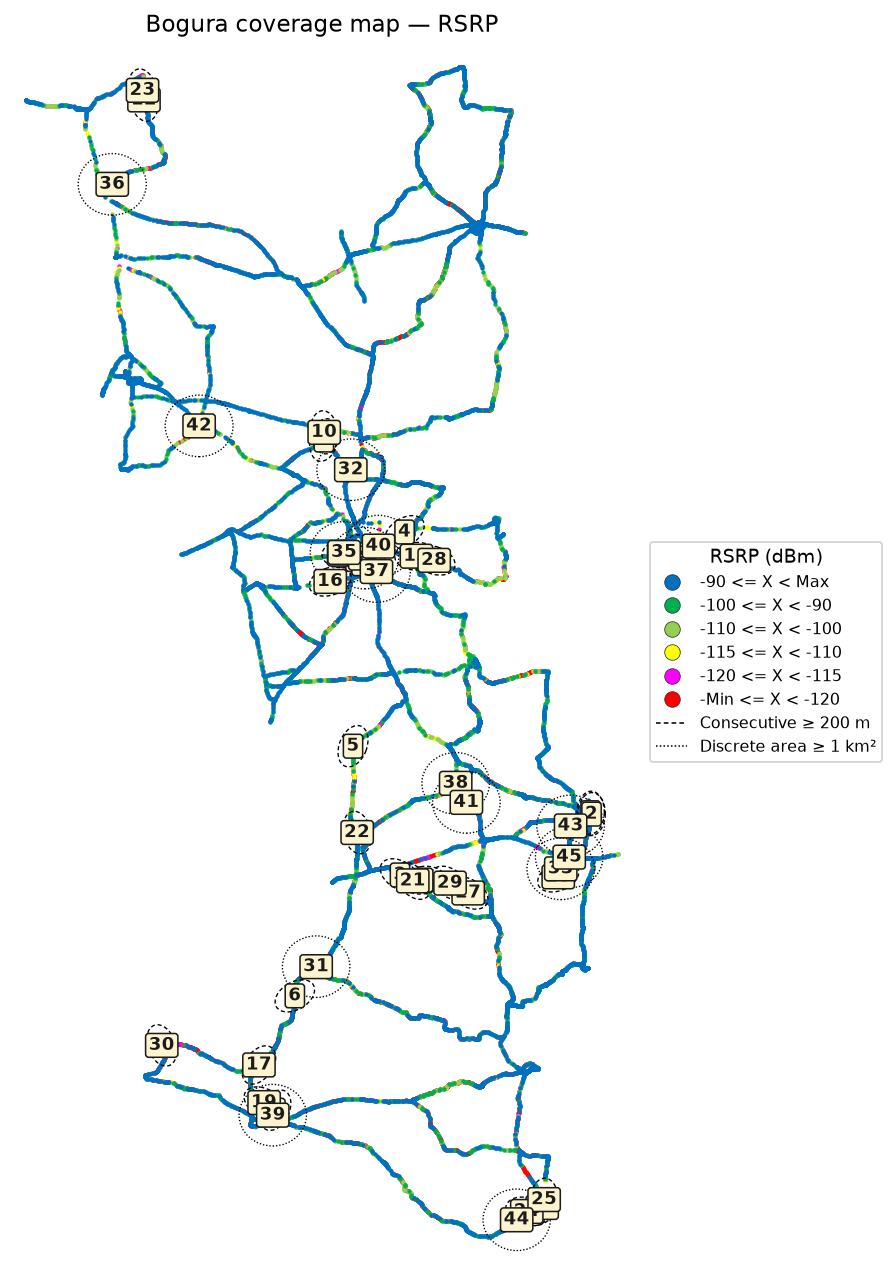 Bogura coverage map — RSRP
23
36
42
10
32
4
35
40
28
37
16
5
38
41
2
43
22
45
21
29
31
6
30
17
19
39
25
44
RSRP (dBm)
-90 <= X < Max
-100 <= X < -90
-110 <= X < -100
-115 <= X < -110
-120 <= X < -115
-Min <= X < -120
Consecutive ≥ 200 m
Discrete area ≥ 1 km²